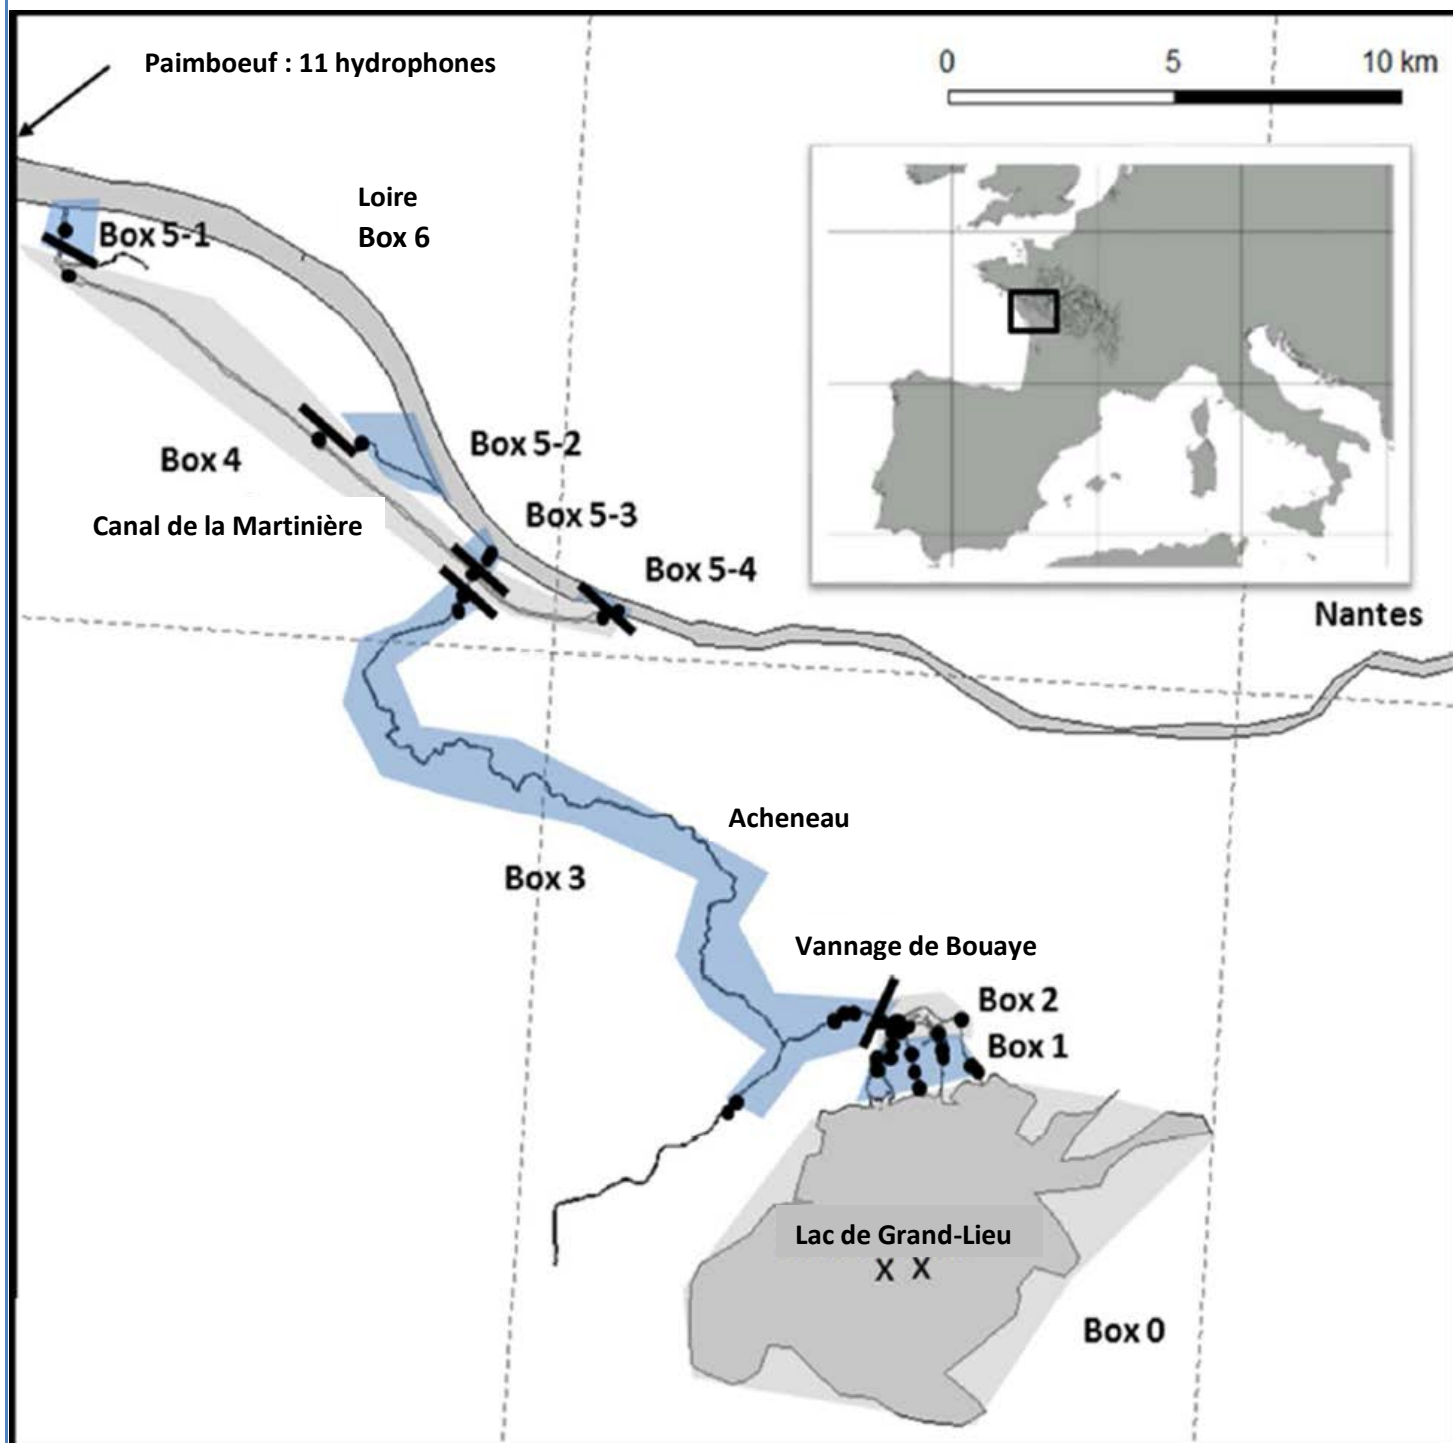 Paimboeuf : 11 hydrophones
0 5 10 km
Loire
Box 6
Box 5-1
Box 5-2
Box 4
Box 5-3
Canal de la Martinière
Box 5-4
Nantes
Acheneau
Box 3
Vannage de Bouaye
Box 2
Box 1
Lac de Grand-Lieu
X X
Box 0